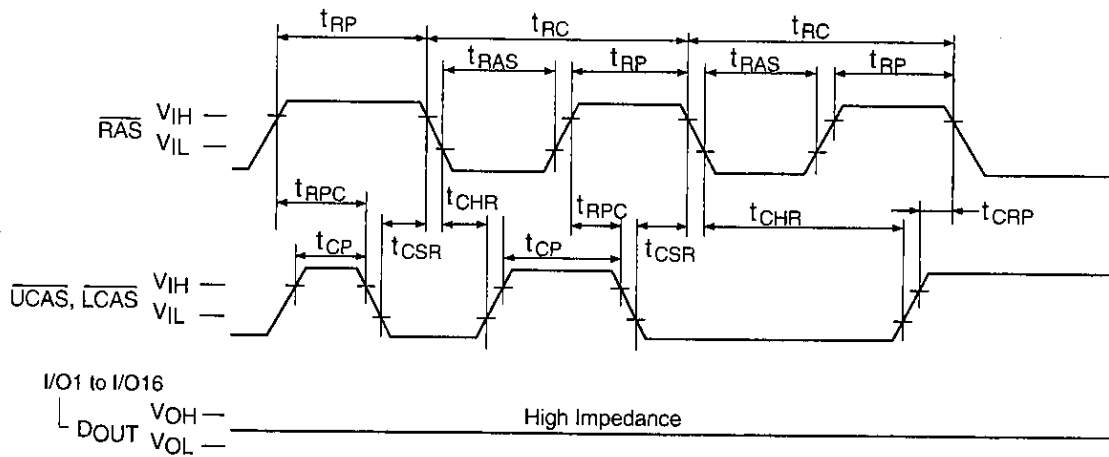 tRP tRC tRC
tRAS tRP tRAS tRP
RAS VIH
VIL
tRPC tCHR tRPC tCHR tCRP
tCP tCSR tCP tCSR
UCAS, LCAS VIH
VIL
I/O1 to I/O16
DOUT VOH
VOL
High Impedance